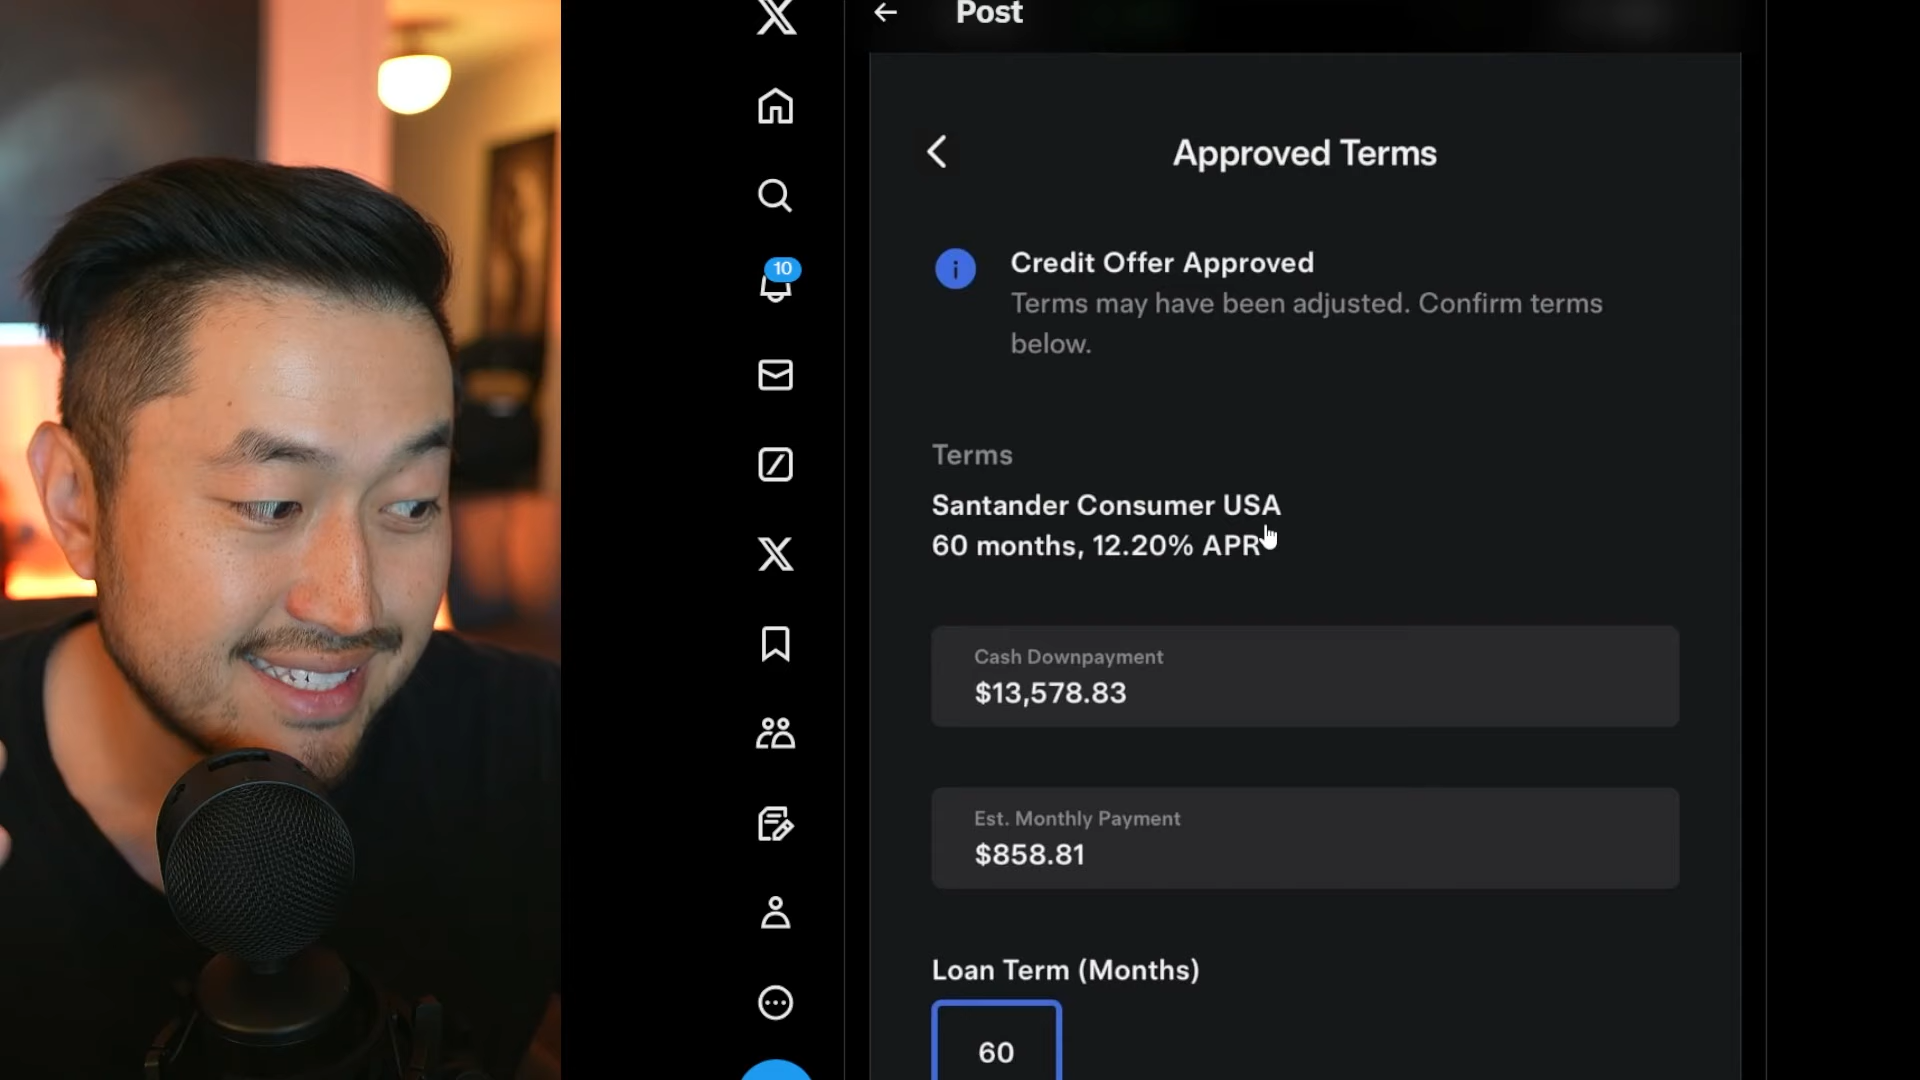 Post
10
Approved Terms
Credit Offer Approved
Terms may have been adjusted. Confirm terms
below.
Terms
Santander Consumer USA
60 months, 12.20% APR
Cash Downpayment
$13,578.83
Est. Monthly Payment
$858.81
Loan Term (Months)
60